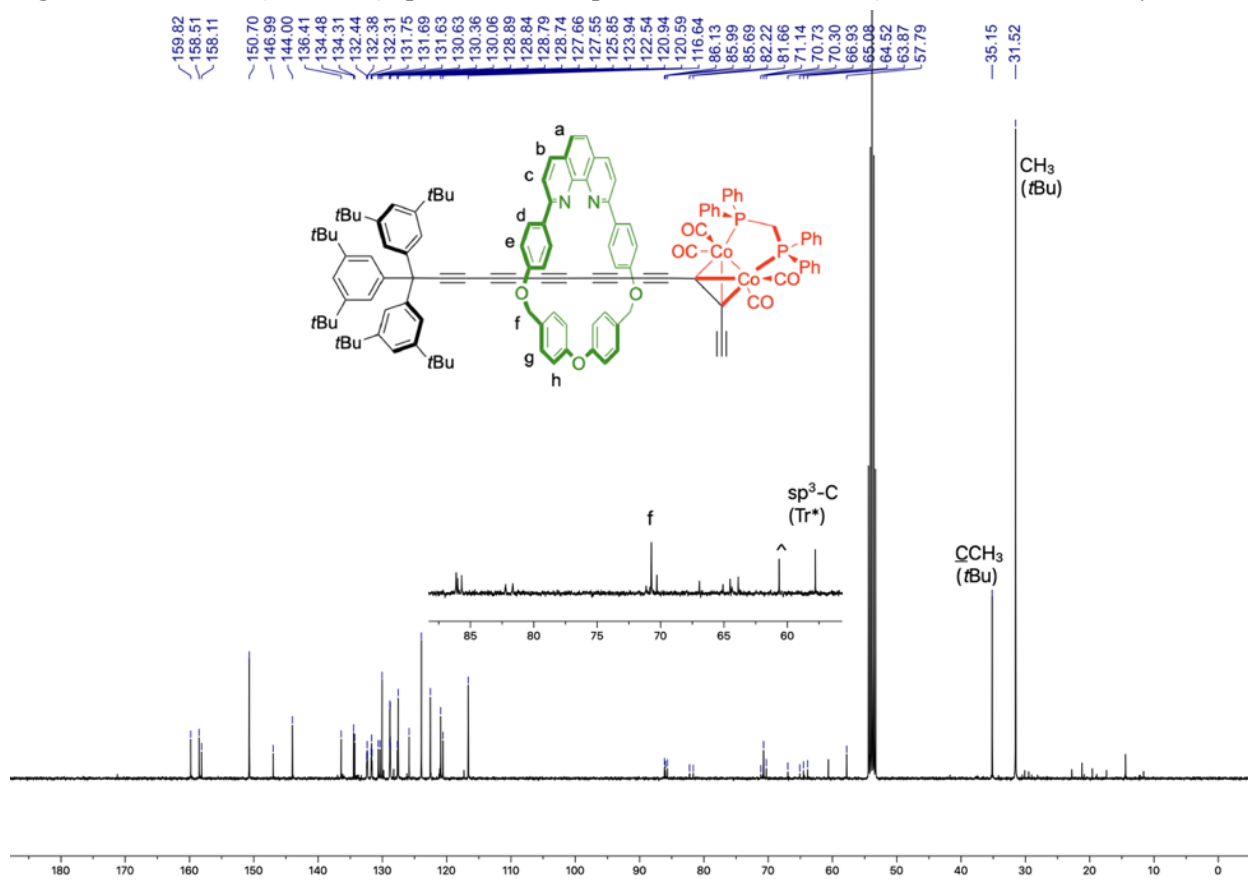 159.82
158.51
158.11
150.70
146.99
144.00
136.41
134.48
134.31
132.44
132.38
132.31
131.75
131.69
131.63
130.63
130.36
130.06
128.89
128.84
128.79
128.74
127.66
127.55
125.85
123.94
122.54
120.94
120.59
116.64
86.13
85.99
85.69
82.22
81.66
71.14
70.73
70.30
66.93
65.08
64.52
63.87
57.79
35.15
31.52
a
b
c
N N
d
e
O O
f
g
h
O
tBu tBu
tBu
tBu
tBu tBu
Ph Ph
P
CO Ph
OC Co P
Ph
Co CO
CO
CH3
(tBu)
f
sp3-C
(Tr*)
^
CCH3
(tBu)
85 80 75 70 65 60
180 170 160 150 140 130 120 110 100 90 80 70 60 50 40 30 20 10 0